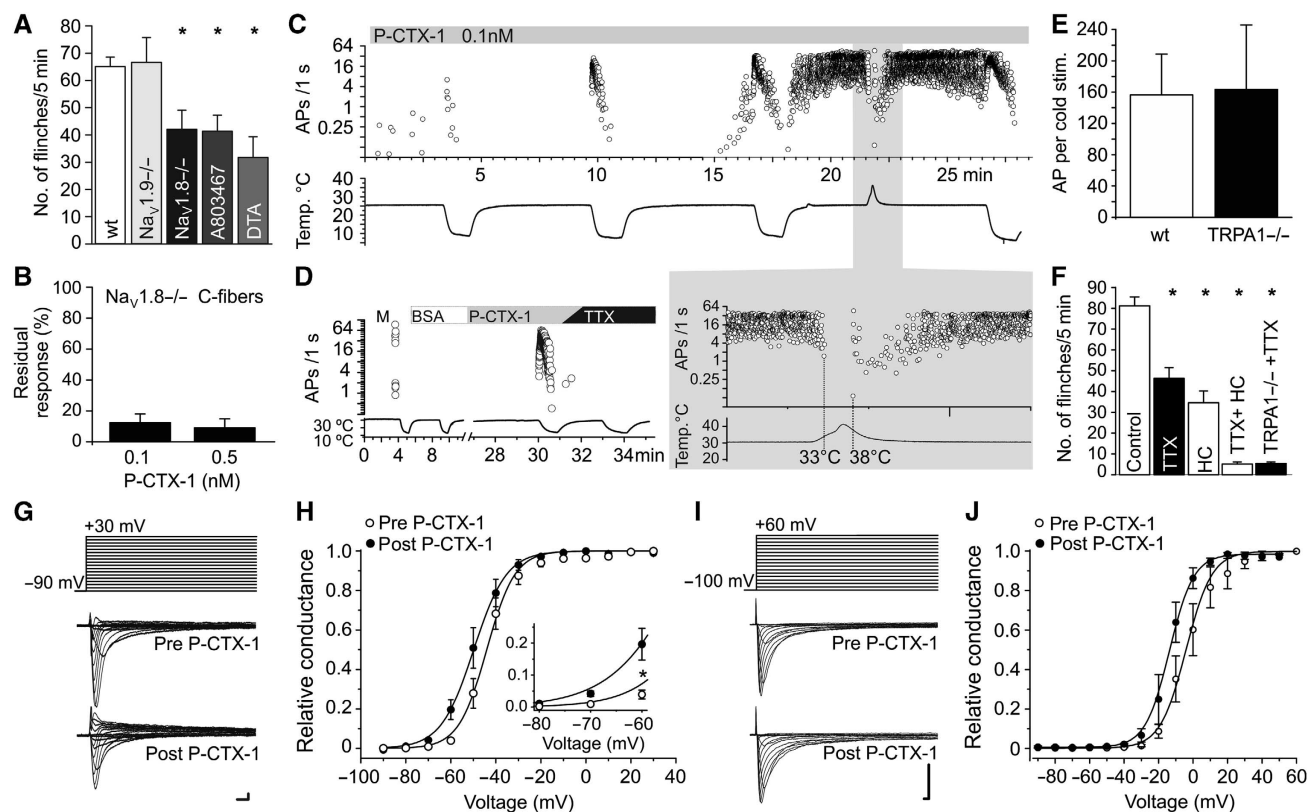 A
No. of flinches/5 min
80
70
60
50
40
30
20
10
0
* * *
wt
NaV1.9−/−
NaV1.8−/−
A803467
DTA
B
Residual
response (%)
100
80
60
40
20
0
NaV1.8−/− C-fibers
0.1 0.5
P-CTX-1 (nM)
C
P-CTX-1 0.1nM
APs /1 s
64
16
4
1
0.25
5 10 15 20 25 min
Temp. °C
40
30
20
10
D
M BSA P-CTX-1 TTX
APs /1 s
64
16
4
1
30 ºC
10 ºC
0 4 8 28 30 32 34min
APs /1 s
64
16
4
1
0.25
Temp.°C
40
30
20
33°C 38°C
E
AP per cold stim.
240
200
160
120
80
40
0
wt TRPA1−/−
F
No. of flinches/5 min
90
80
70
60
50
40
30
20
10
0
* * * *
Control
TTX
HC
TTX+ HC
TRPA1−/− +TTX
G
+30 mV
−90 mV
Pre P-CTX-1
Post P-CTX-1
H
Pre P-CTX-1
Post P-CTX-1
Relative conductance
1.0
0.8
0.6
0.4
0.2
0
−100 −80 −60 −40 −20 0 20 40
Voltage (mV)
0.2
0.1
0.0
*
−80 −70 −60
Voltage (mV)
I
+60 mV
−100 mV
Pre P-CTX-1
Post P-CTX-1
J
Pre P-CTX-1
Post P-CTX-1
Relative conductance
1.0
0.8
0.6
0.4
0.2
0
−80 −60 −40 −20 0 20 40 60
Voltage (mV)